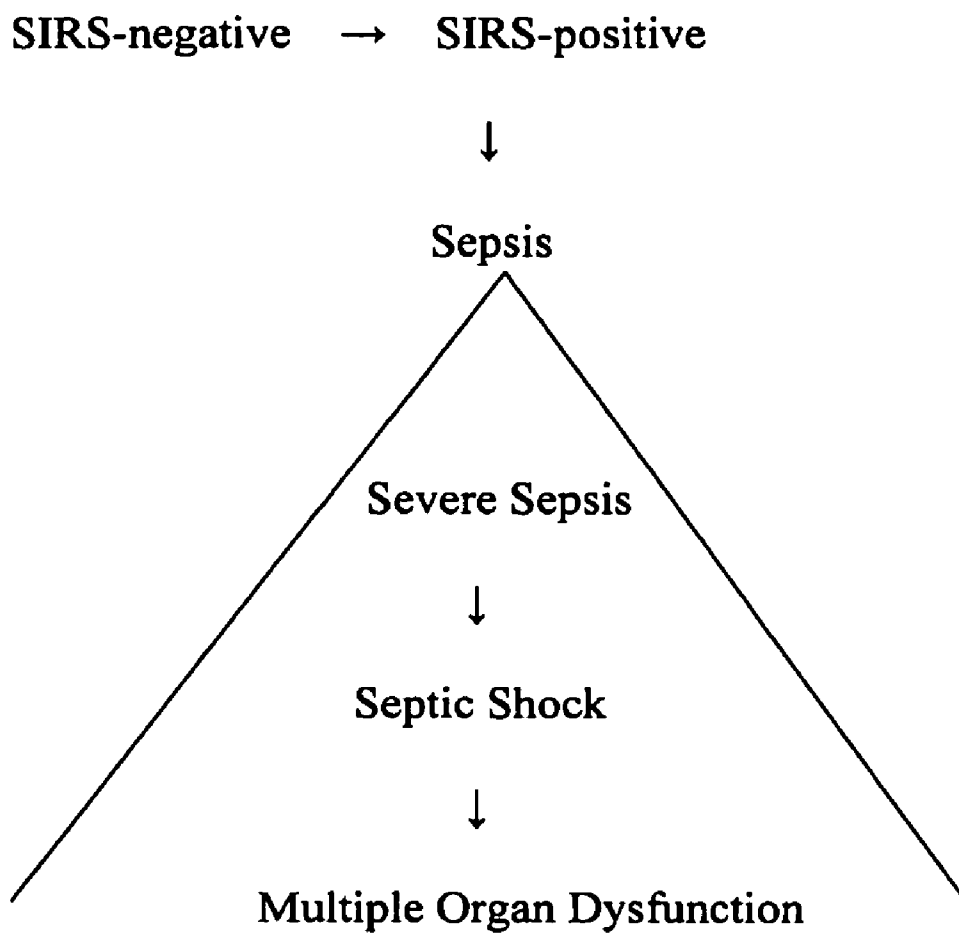 SIRS-negative → SIRS-positive
↓
Sepsis
Severe Sepsis
↓
Septic Shock
↓
Multiple Organ Dysfunction